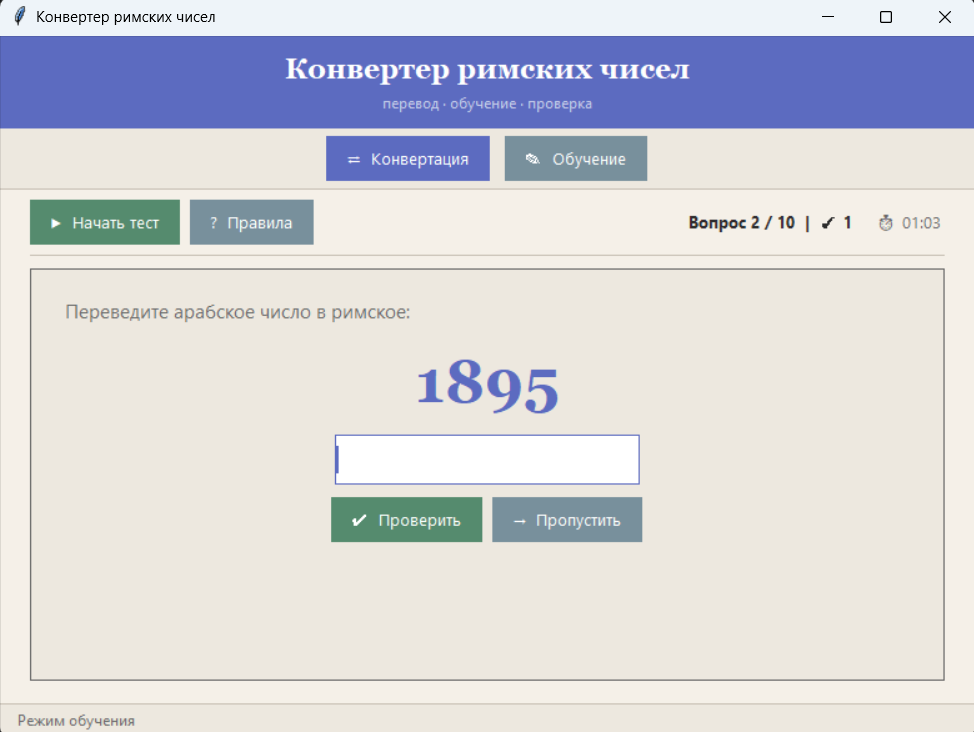 Конвертер римских чисел
Конвертер римских чисел
перевод · обучение · проверка
⇌ Конвертация ✎ Обучение
▶ Начать тест ? Правила Вопрос 2 / 10 | ✔ 1 ⏱ 01:03
Переведите арабское число в римское:
1895
✔ Проверить → Пропустить
Режим обучения